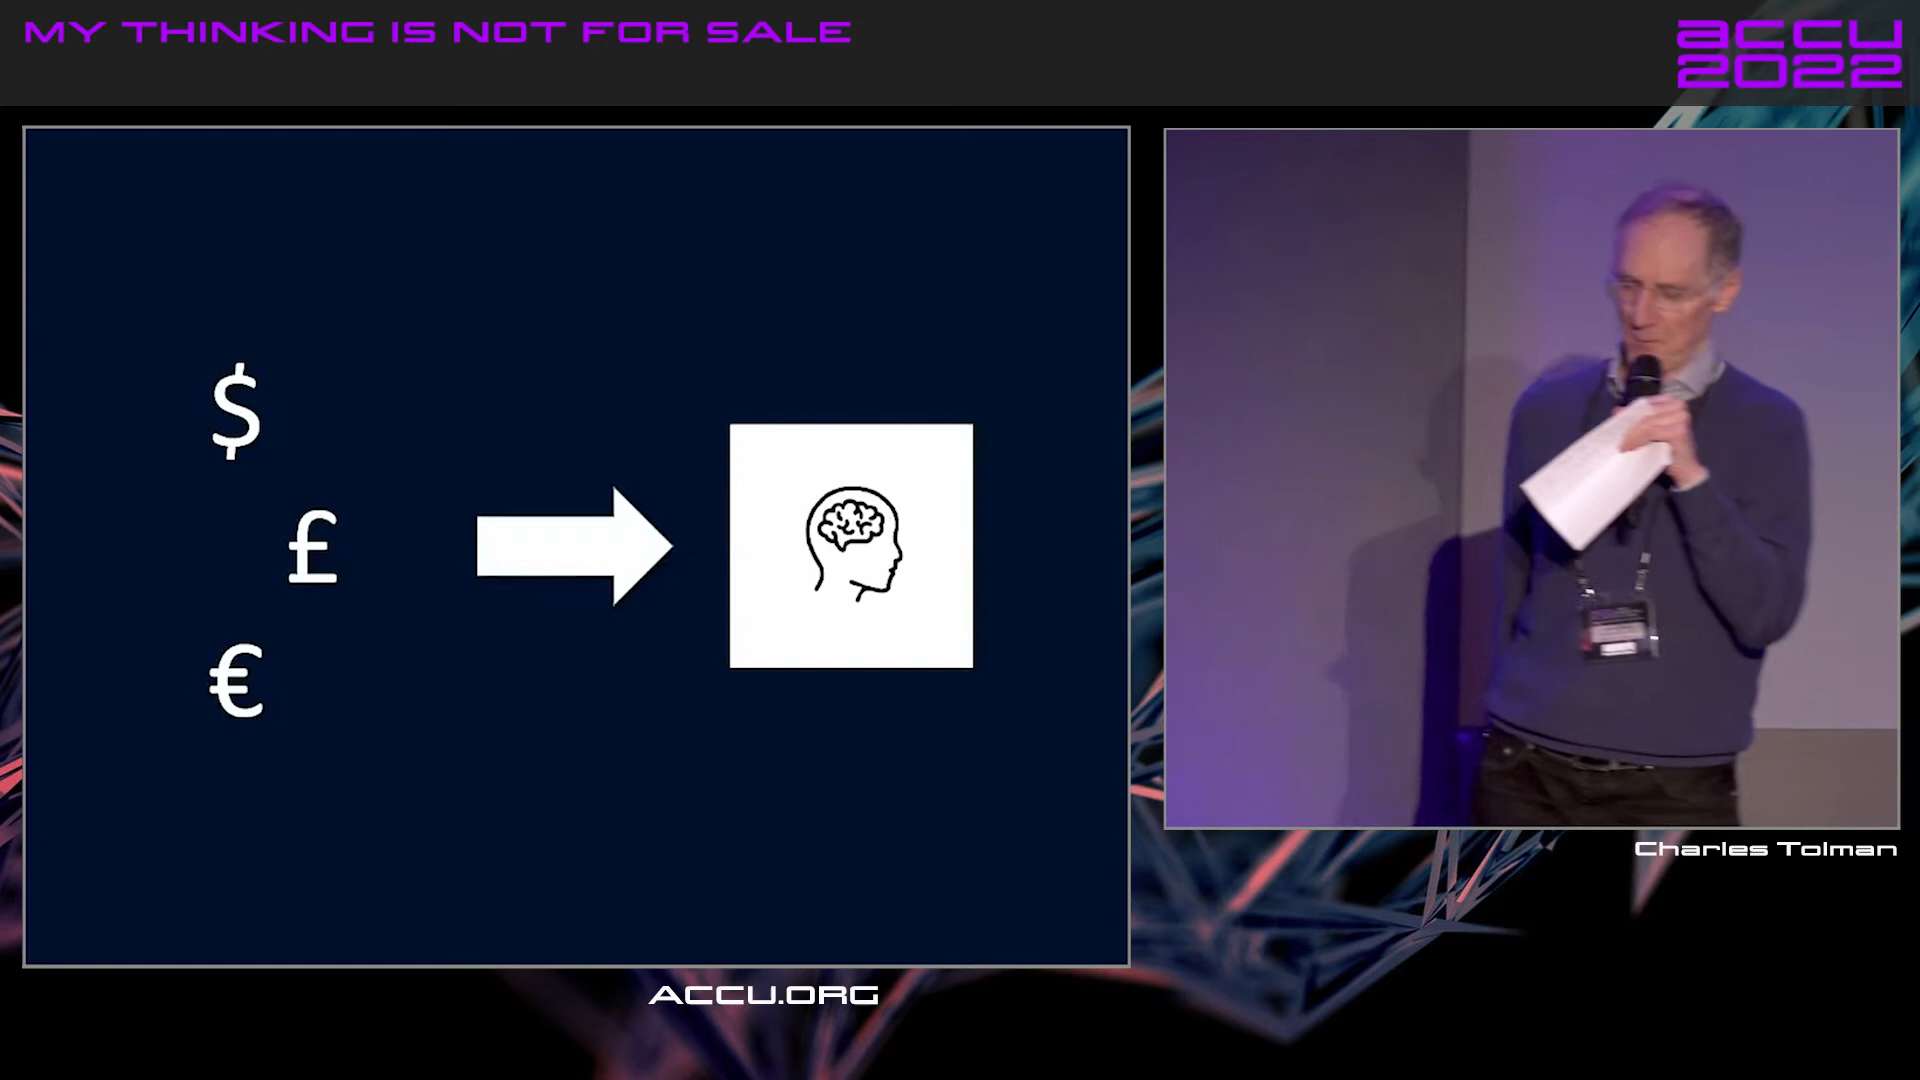 MY THINKING IS NOT FOR SALE
accu
2022
$
£
€
Charles Tolman
ACCU.ORG